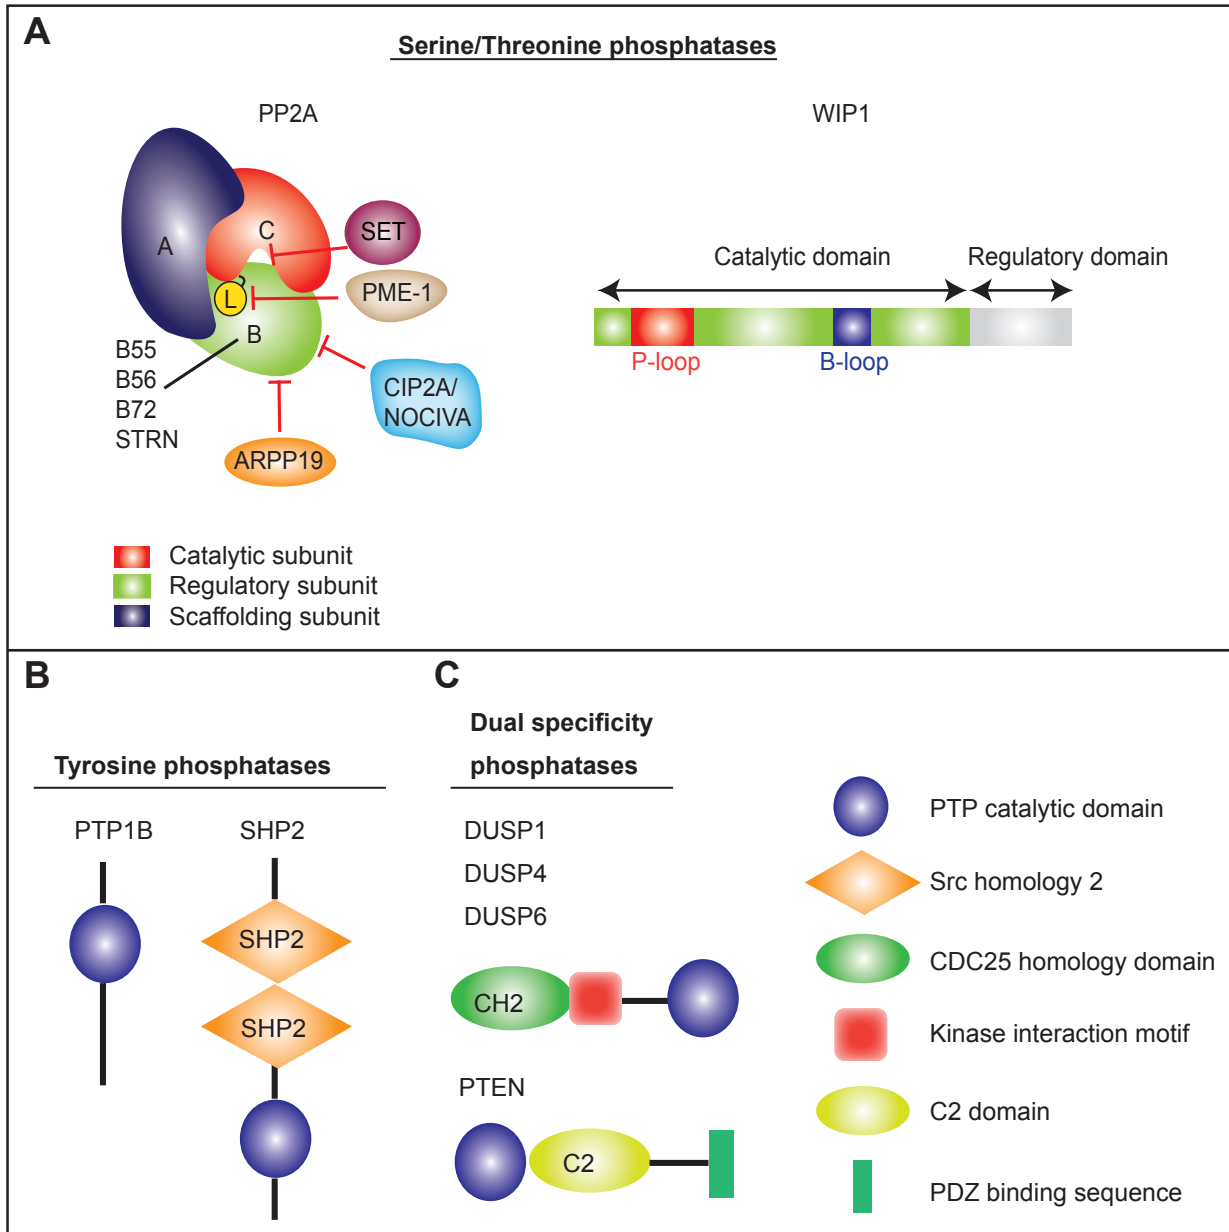 A
Serine/Threonine phosphatases
PP2A
WIP1
A
C
SET
PME-1
L
B
B55
B56
B72
STRN
CIP2A/
NOCIVA
ARPP19
Catalytic domain
Regulatory domain
P-loop
B-loop
Catalytic subunit
Regulatory subunit
Scaffolding subunit
B
Tyrosine phosphatases
PTP1B
SHP2
SHP2
SHP2
C
Dual specificity
phosphatases
DUSP1
DUSP4
DUSP6
CH2
PTEN
C2
PTP catalytic domain
Src homology 2
CDC25 homology domain
Kinase interaction motif
C2 domain
PDZ binding sequence